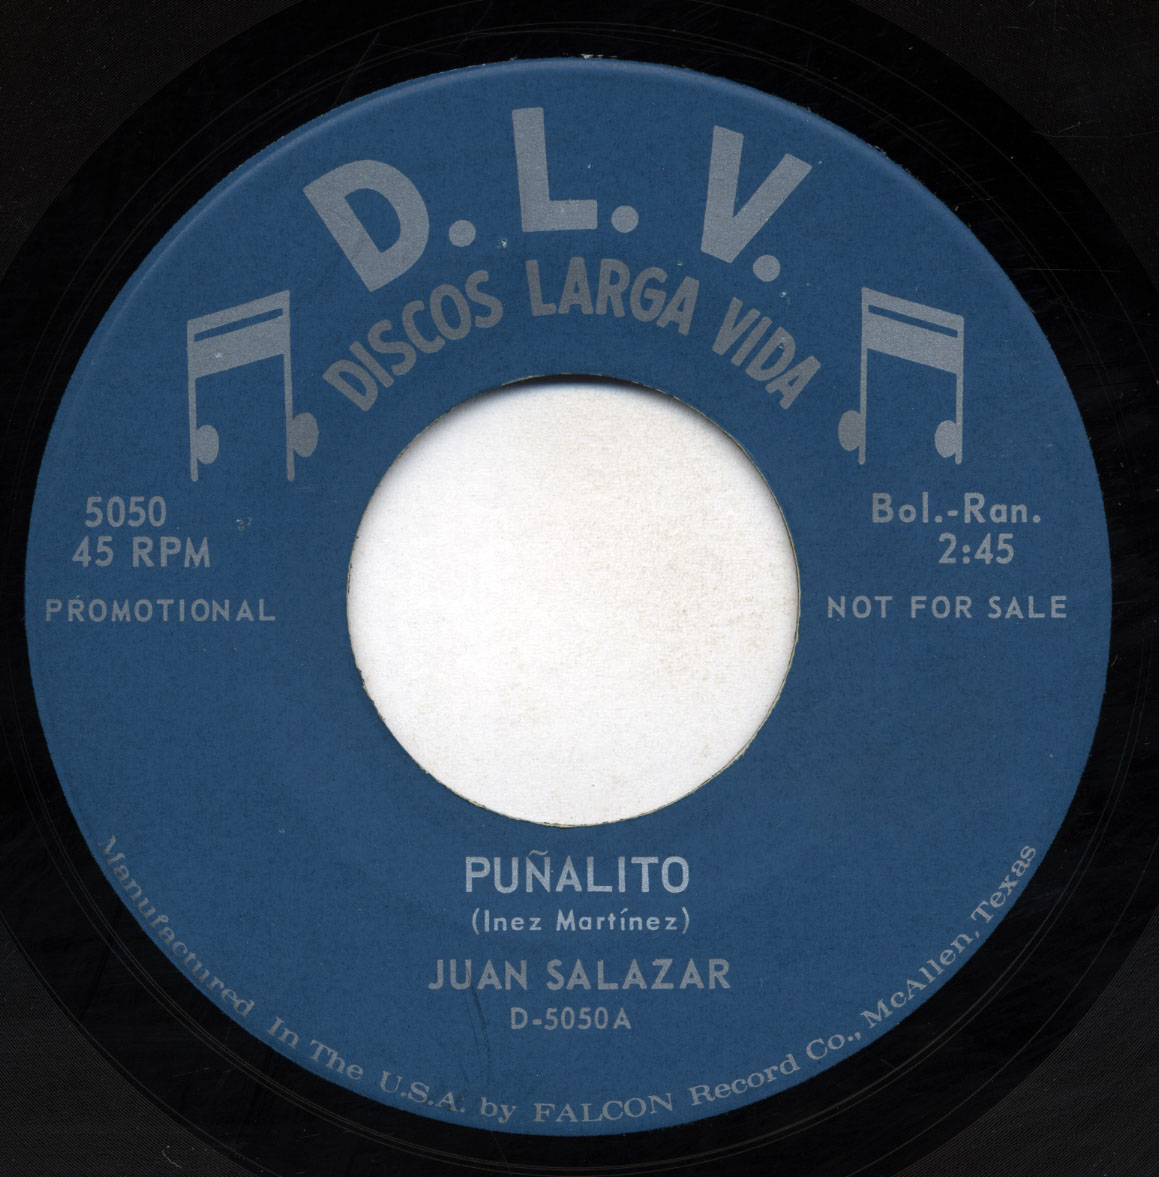 D. L. V.
DISCOS LARGA VIDA
5050
45 RPM
PROMOTIONAL
Bol.-Ran.
2:45
NOT FOR SALE
PUÑALITO
(Inez Martínez)
JUAN SALAZAR
D-5050A
Manufactured In The U.S.A. by FALCON Record Co., McAllen, Texas